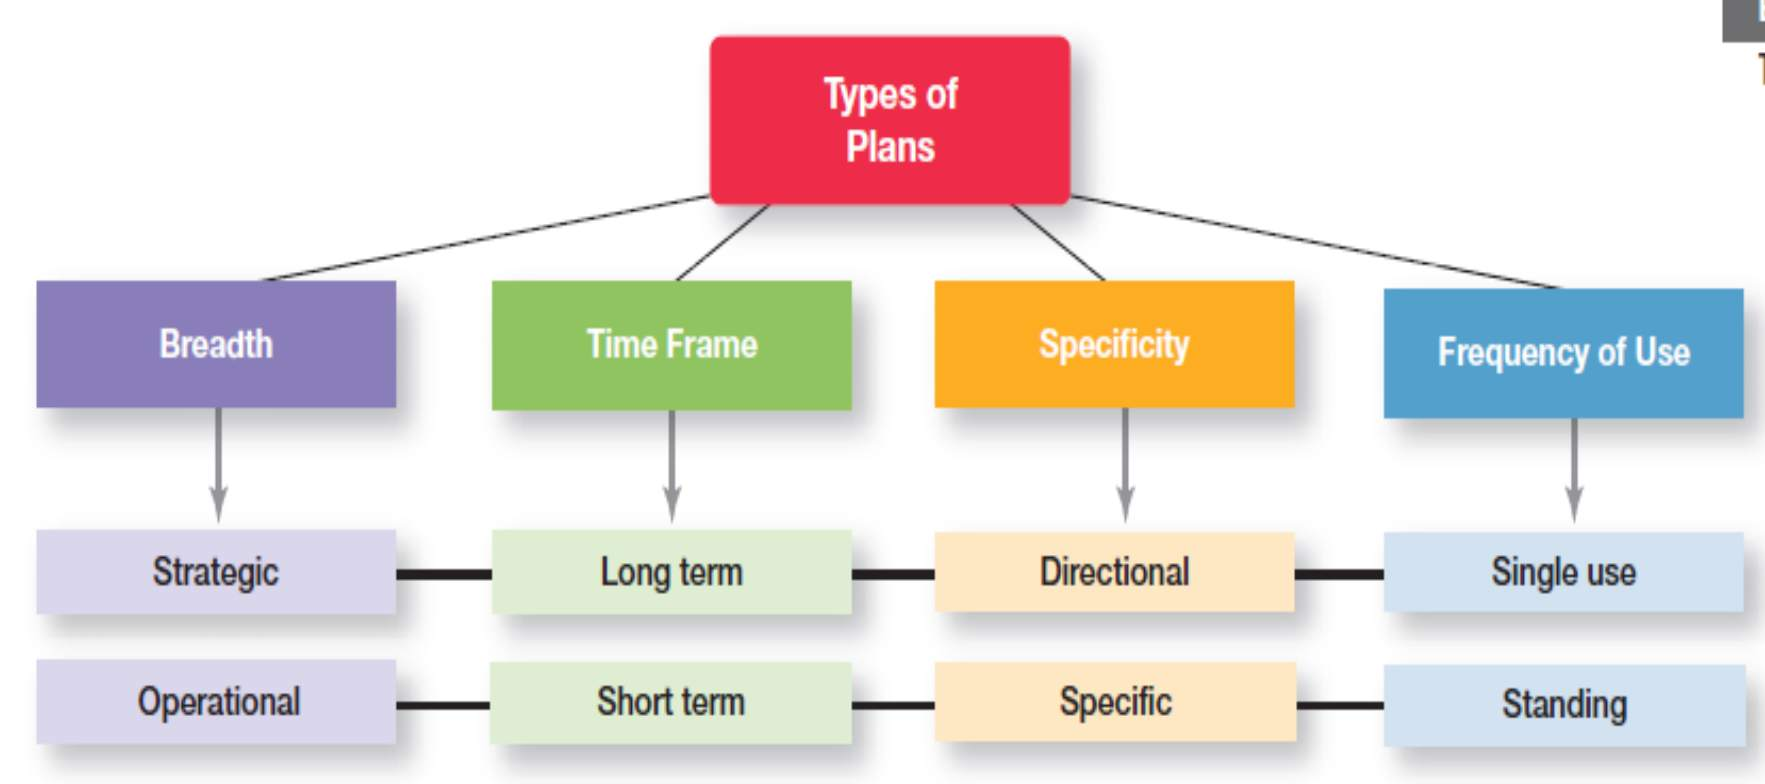 Types of
Plans
Breadth
Time Frame
Specificity
Frequency of Use
Strategic
Long term
Directional
Single use
Operational
Short term
Specific
Standing